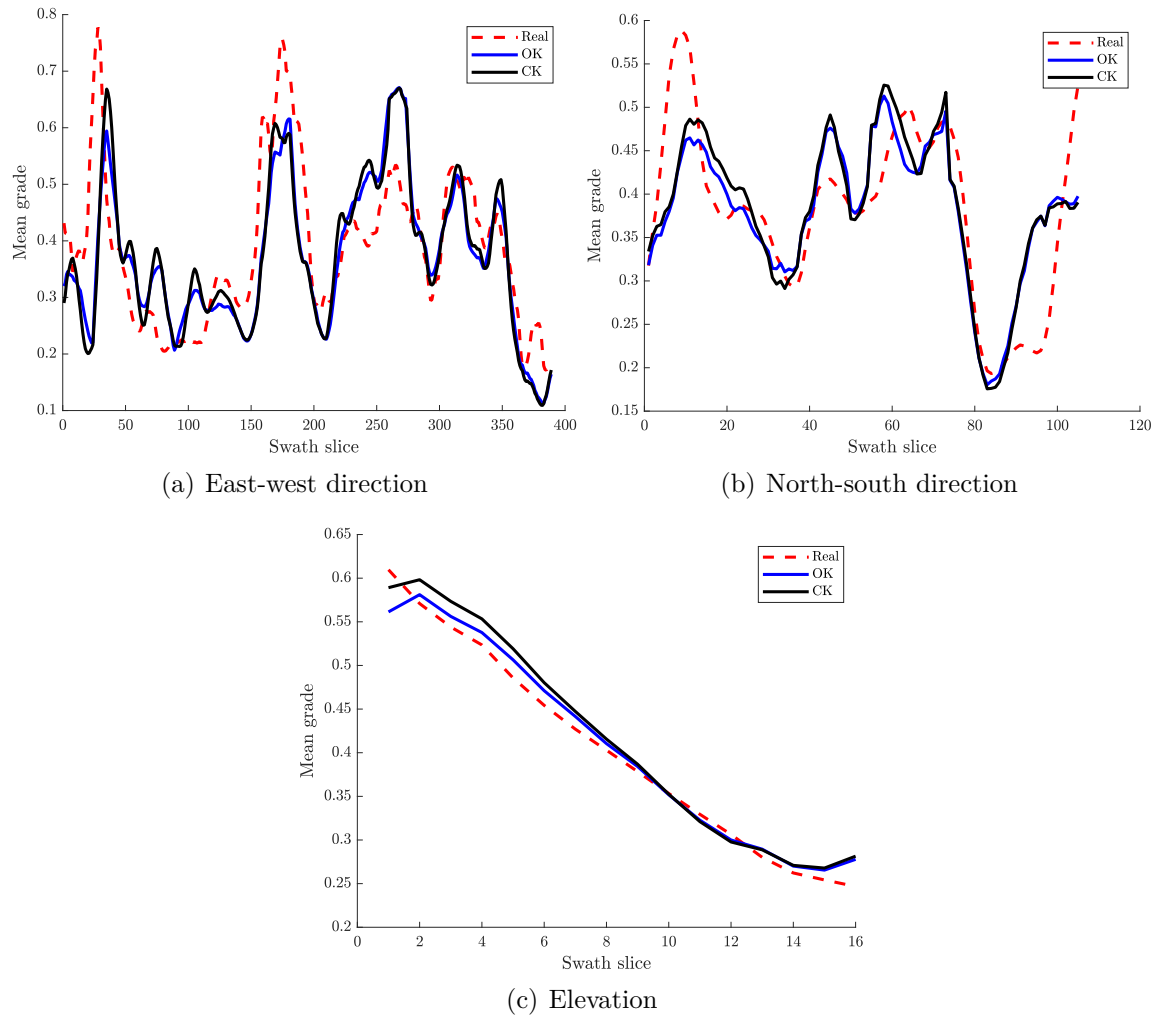 0.8
0.7
0.6
0.5
0.4
0.3
0.2
0.1
Mean grade
0
50
100
150
200
250
300
350
400
Swath slice
Real
OK
CK
(a) East-west direction
0.6
0.55
0.5
0.45
0.4
0.35
0.3
0.25
0.2
0.15
Mean grade
0
20
40
60
80
100
120
Swath slice
Real
OK
CK
(b) North-south direction
0.65
0.6
0.55
0.5
0.45
0.4
0.35
0.3
0.25
0.2
Mean grade
0
2
4
6
8
10
12
14
16
Swath slice
Real
OK
CK
(c) Elevation